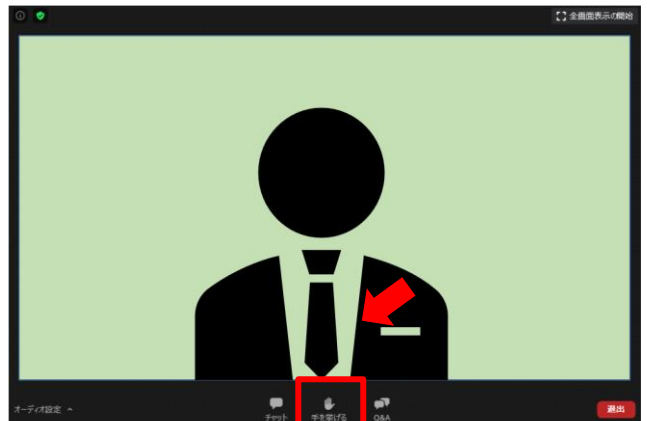 全画面表示の開始
オーディオ設定
チャット
手を挙げる
Q&A
退出